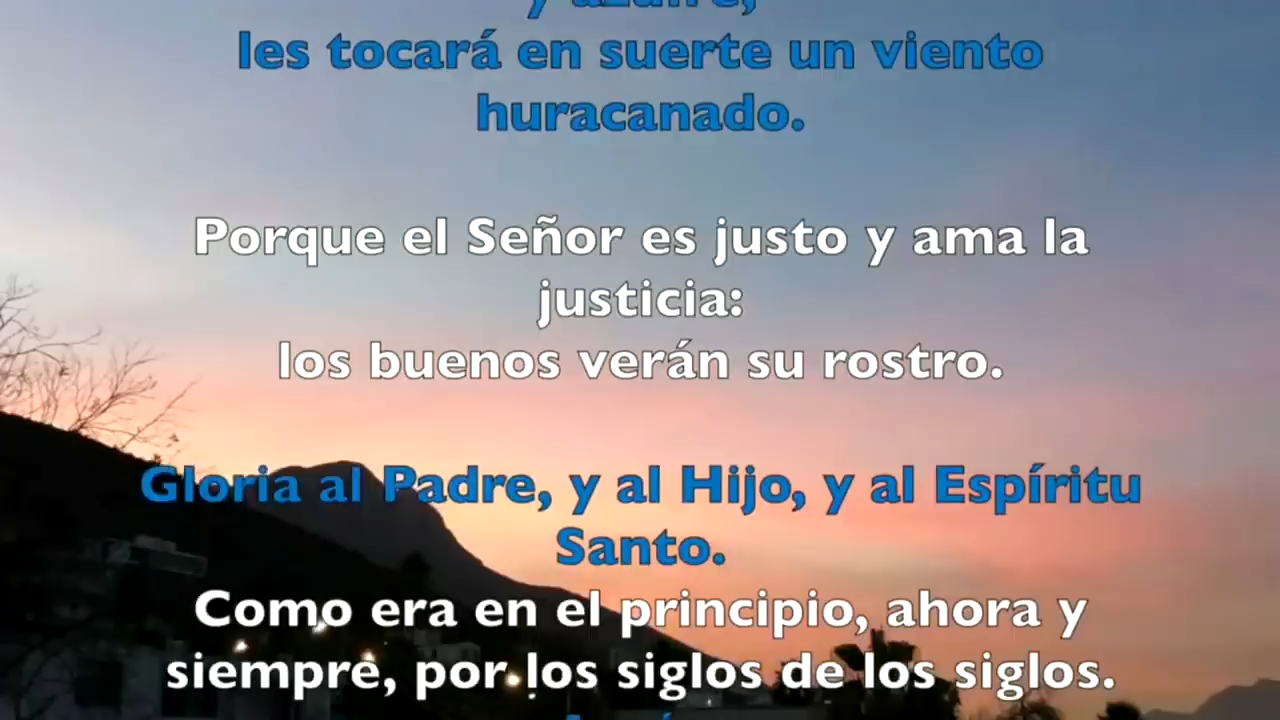 y azufre,
les tocará en suerte un viento
huracanado.
Porque el Señor es justo y ama la
justicia:
los buenos verán su rostro.
Gloria al Padre, y al Hijo, y al Espíritu
Santo.
Como era en el principio, ahora y
siempre, por los siglos de los siglos.